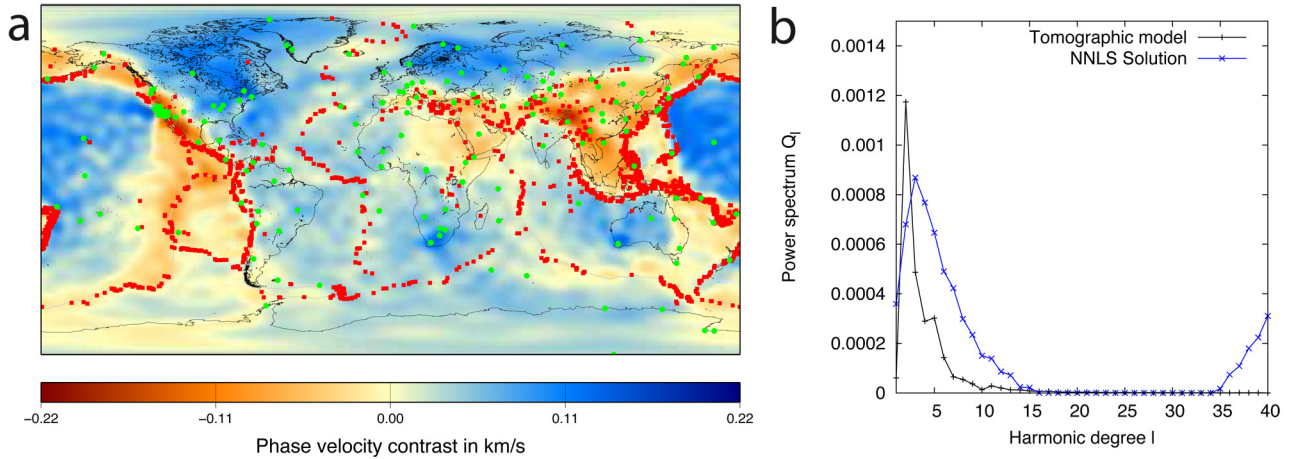 a
−0.22 −0.11 0.00 0.11 0.22
Phase velocity contrast in km/s
b
Tomographic model
NNLS Solution
0.0014
0.0012
0.001
0.0008
0.0006
0.0004
0.0002
0
Power spectrum Ql
5 10 15 20 25 30 35 40
Harmonic degree l